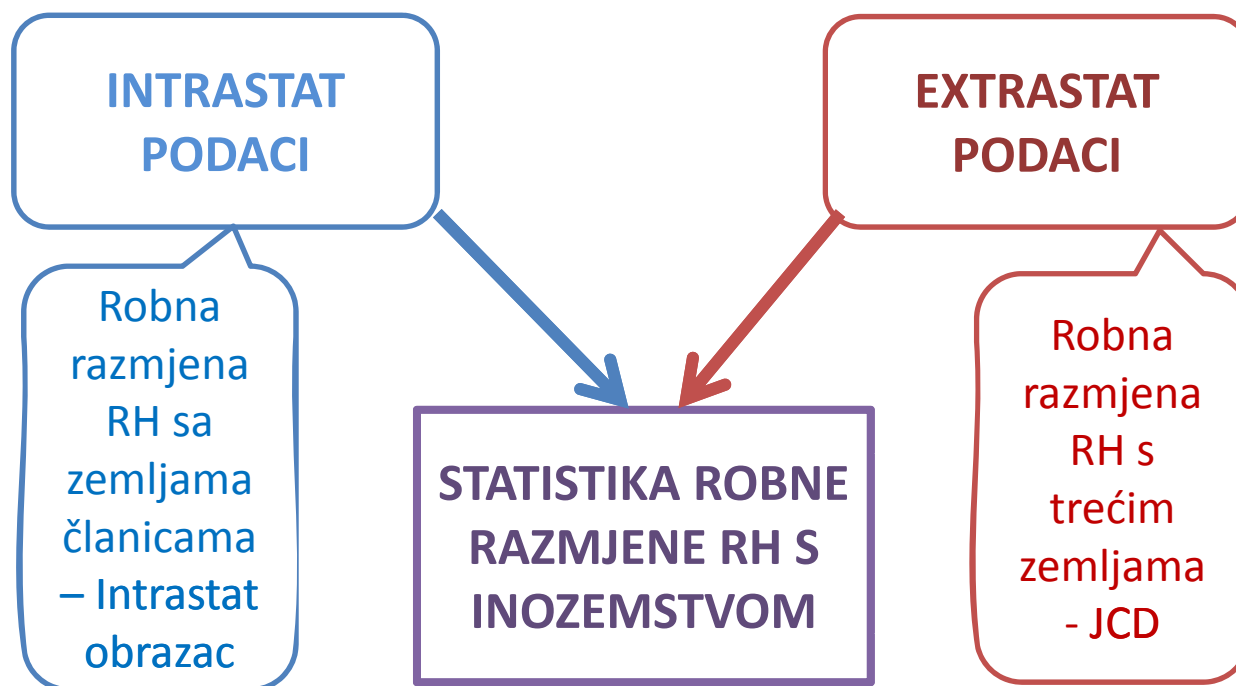 INTRASTAT
PODACI
EXTRASTAT
PODACI
Robna
razmjena
RH sa
zemljama
članicama
– Intrastat
obrazac
STATISTIKA ROBNE
RAZMJENE RH S
INOZEMSTVOM
Robna
razmjena
RH s
trećim
zemljama
- JCD